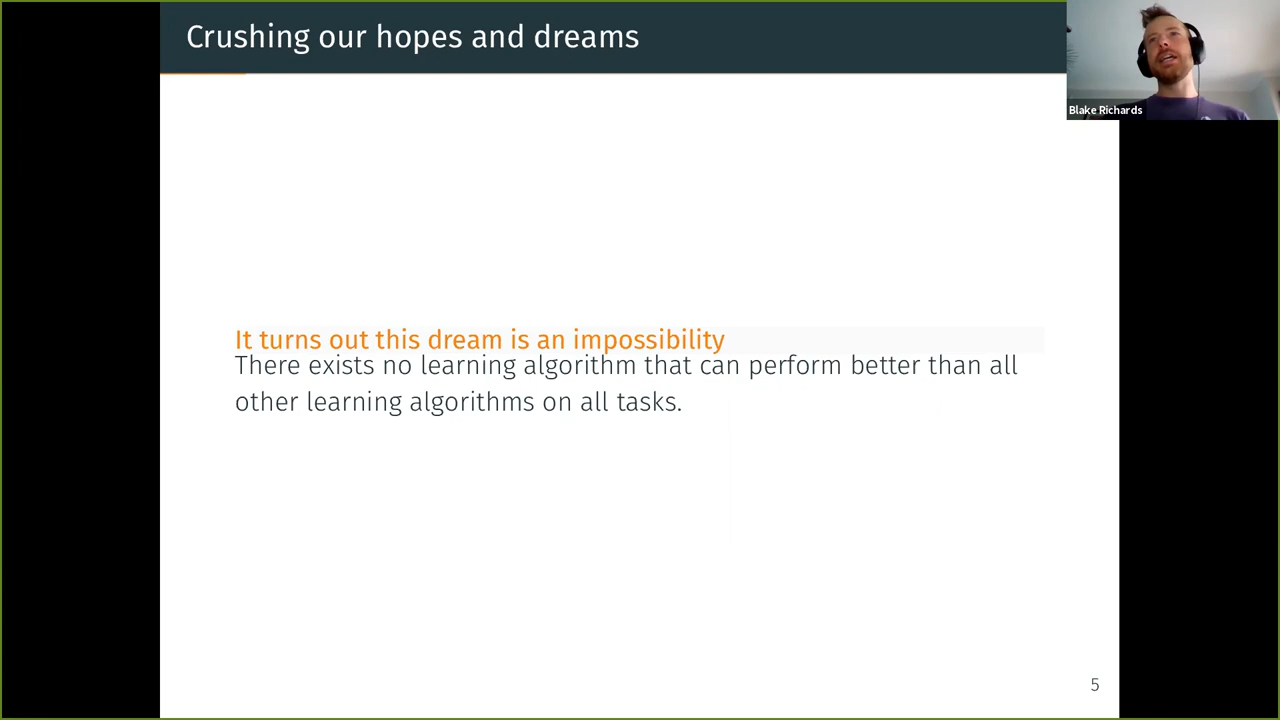 Crushing our hopes and dreams
Blake Richards
It turns out this dream is an impossibility
There exists no learning algorithm that can perform better than all
other learning algorithms on all tasks.
5